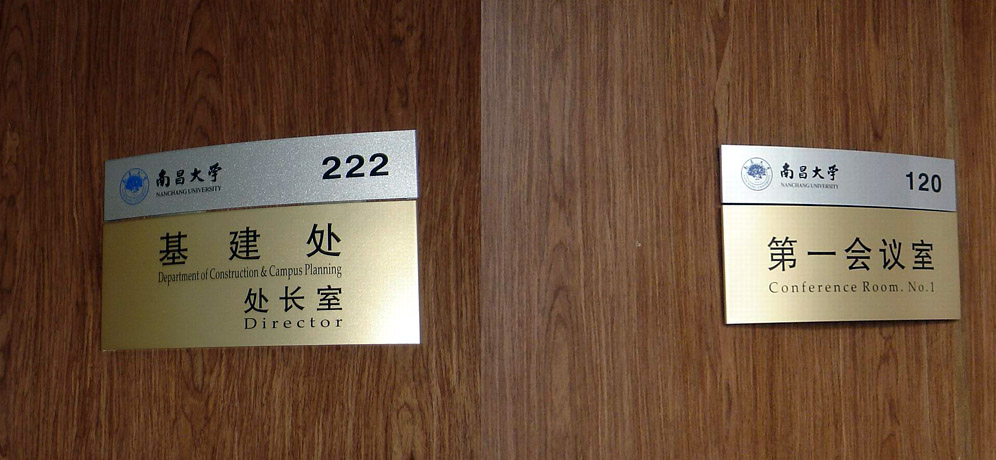 南昌大学
NANCHANG UNIVERSITY
222
基建处
Department of Construction & Campus Planning
处长室
Director
南昌大学
NANCHANG UNIVERSITY
120
第一会议室
Conference Room. No.1